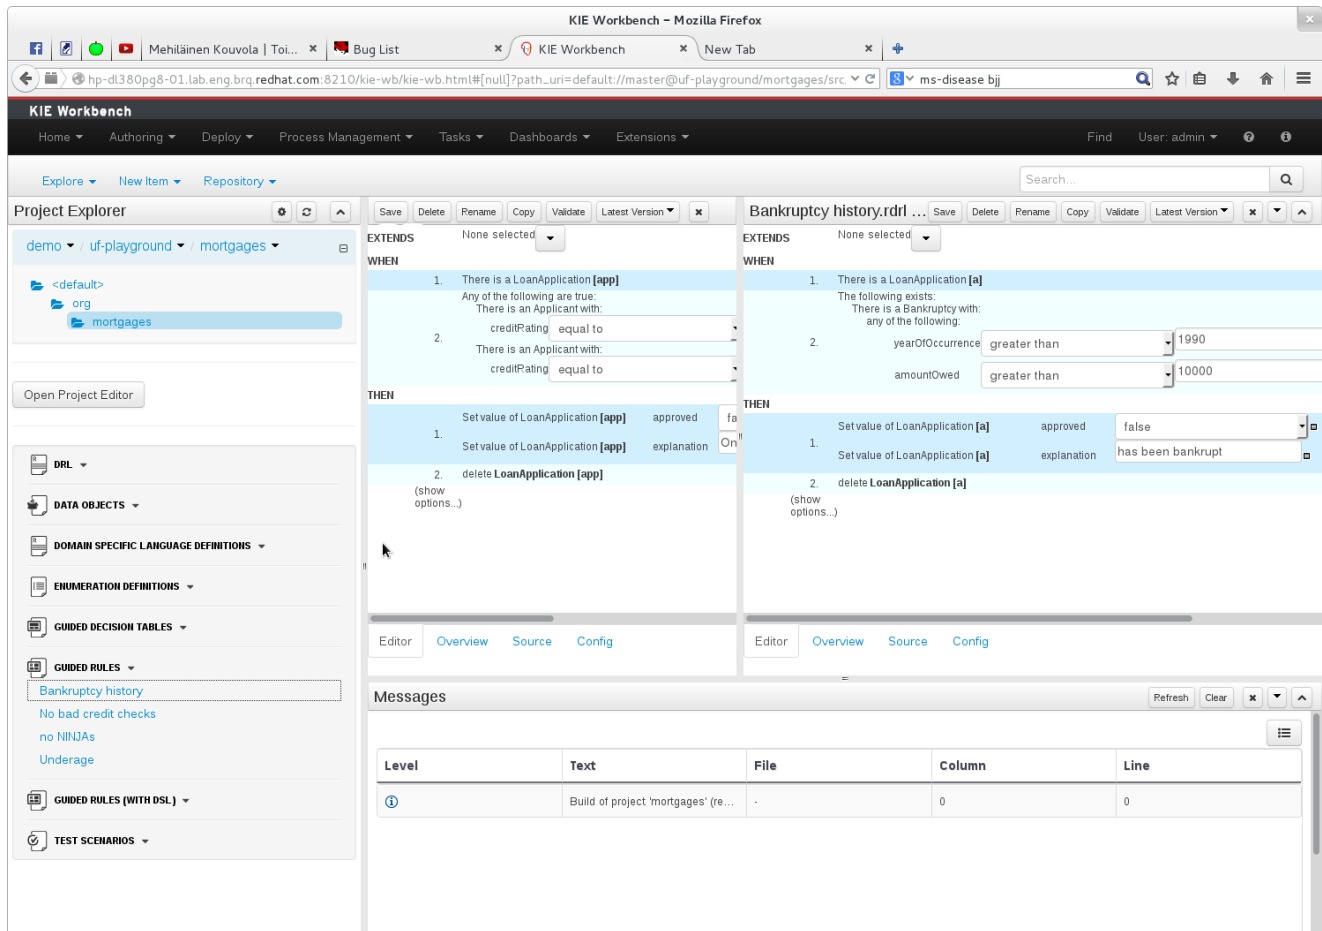 KIE Workbench - Mozilla Firefox
Mehiläinen Kouvola | Toi... Bug List KIE Workbench New Tab
hp-dl380pg8-01.lab.eng.brq.redhat.com:8210/kie-wb/kie-wb.html#[null]?path_uri=default://master@uf-playground/mortgages/src, ms-disease bjj
KIE Workbench
Home Authoring Deploy Process Management Tasks Dashboards Extensions Find User: admin
Explore New Item Repository Search...
Project Explorer
demo / uf-playground / mortgages
<default>
org
mortgages
Open Project Editor
DRL
DATA OBJECTS
DOMAIN SPECIFIC LANGUAGE DEFINITIONS
ENUMERATION DEFINITIONS
GUIDED DECISION TABLES
GUIDED RULES
Bankruptcy history
No bad credit checks
no NINJAs
Underage
GUIDED RULES (WITH DSL)
TEST SCENARIOS
Save Delete Rename Copy Validate Latest Version
EXTENDS None selected
WHEN
1. There is a LoanApplication [app]
Any of the following are true:
There is an Applicant with:
creditRating equal to
2.
There is an Applicant with:
creditRating equal to
THEN
Set value of LoanApplication [app] approved fa
1.
Set value of LoanApplication [app] explanation On
2. delete LoanApplication [app]
(show
options...)
Editor Overview Source Config
Bankruptcy history.rdrl ... Save Delete Rename Copy Validate Latest Version
EXTENDS None selected
WHEN
1. There is a LoanApplication [a]
The following exists:
There is a Bankruptcy with:
any of the following:
2. yearOfOccurrence greater than 1990
amountOwed greater than 10000
THEN
Set value of LoanApplication [a] approved false
1.
Set value of LoanApplication [a] explanation has been bankrupt
2. delete LoanApplication [a]
(show
options...)
Editor Overview Source Config
Messages Refresh Clear
Level Text File Column Line
Build of project 'mortgages' (re... - 0 0